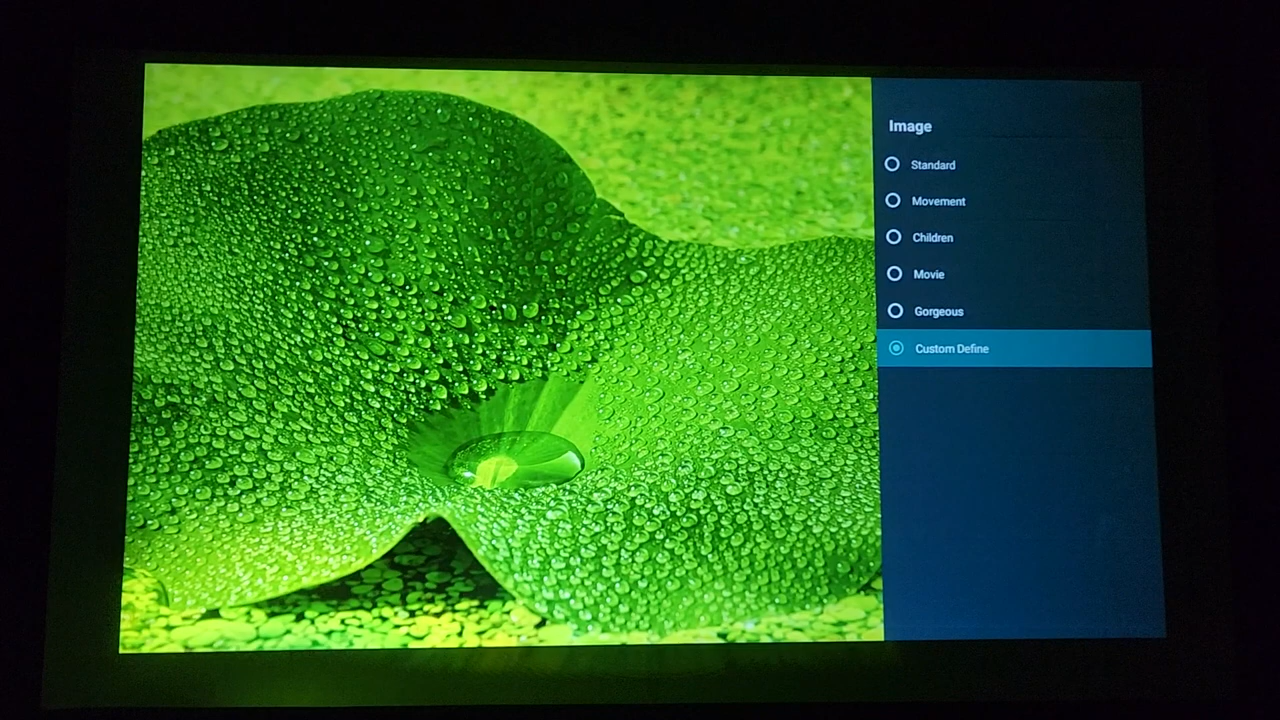 Image
Standard
Movement
Children
Movie
Gorgeous
Custom Define